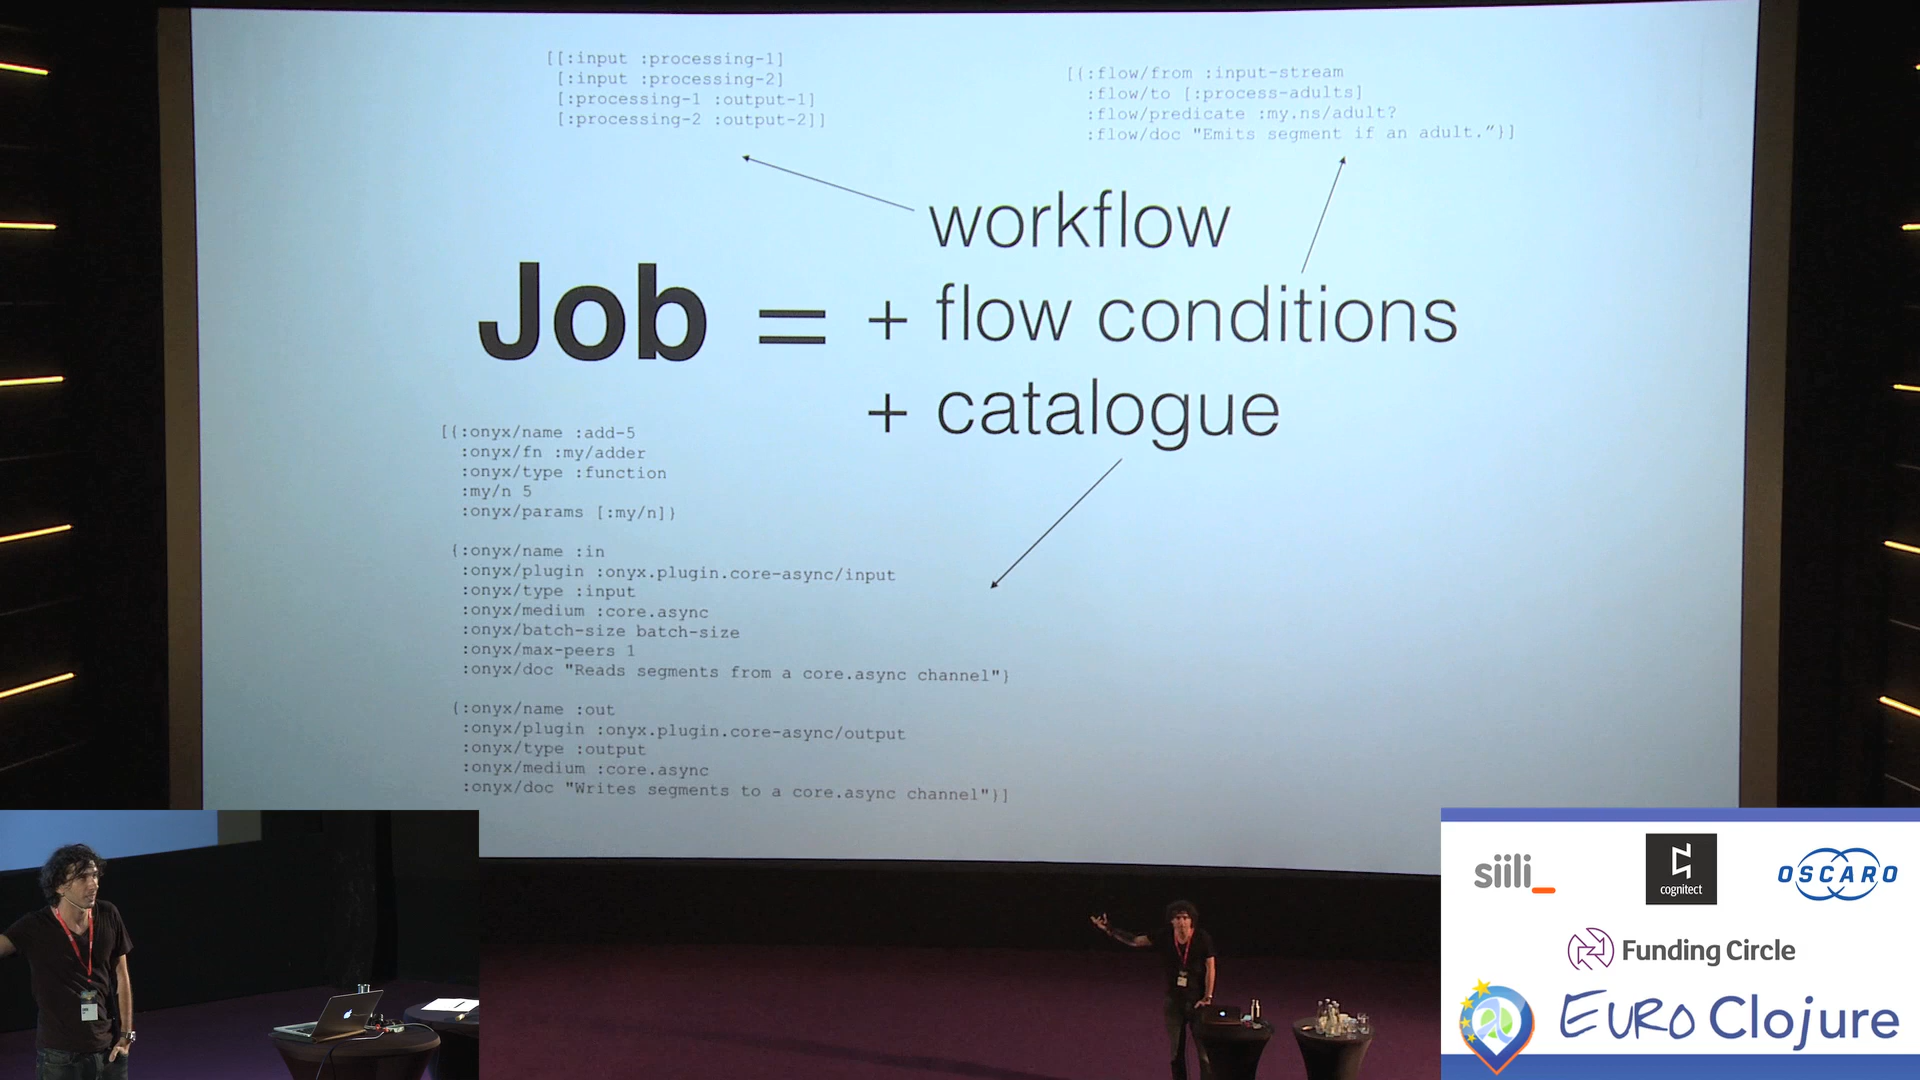 [[:input :processing-1]
[:input :processing-2]
[:processing-1 :output-1]
[:processing-2 :output-2]]
[{:flow/from :input-stream
:flow/to [:process-adults]
:flow/predicate :my.ns/adult?
:flow/doc "Emits segment if an adult.”}]
workflow
Job = + flow conditions
+ catalogue
[{:onyx/name :add-5
:onyx/fn :my/adder
:onyx/type :function
:my/n 5
:onyx/params [:my/n]}
{:onyx/name :in
:onyx/plugin :onyx.plugin.core-async/input
:onyx/type :input
:onyx/medium :core.async
:onyx/batch-size batch-size
:onyx/max-peers 1
:onyx/doc "Reads segments from a core.async channel"}
{:onyx/name :out
:onyx/plugin :onyx.plugin.core-async/output
:onyx/type :output
:onyx/medium :core.async
:onyx/doc "Writes segments to a core.async channel"}]
siili_
cognitect
OSCARO
Funding Circle
EURO Clojure